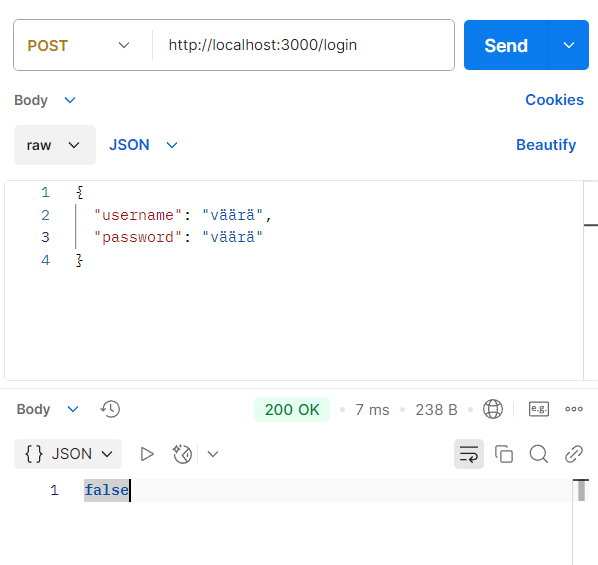 POST http://localhost:3000/login Send
Body Cookies
raw JSON Beautify
1 {
2 "username": "väärä",
3 "password": "väärä"
4 }
Body 200 OK • 7 ms • 238 B e.g.
{} JSON
1 false